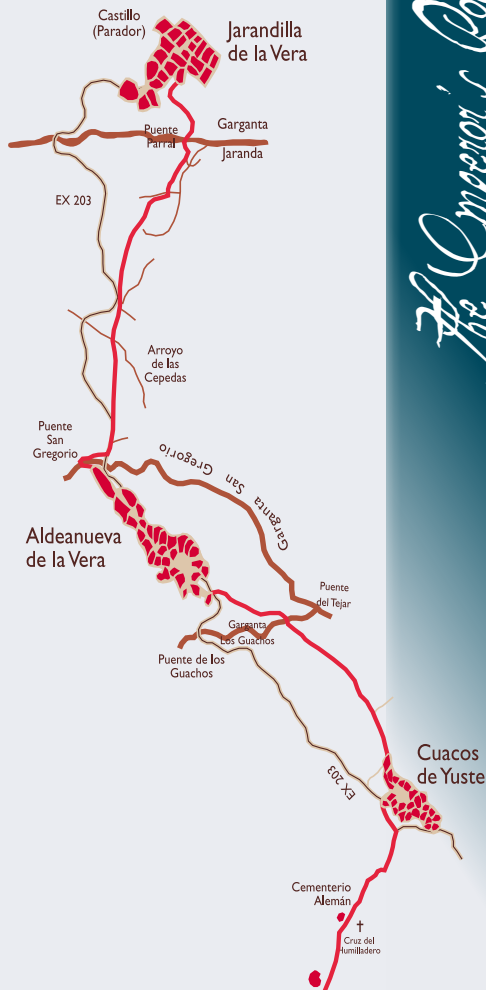 Castillo
(Parador)
Jarandilla
de la Vera
Puente
Parral
Garganta
Jaranda
EX 203
Arroyo
de las
Cepedas
Puente
San
Gregorio
Garganta San Gregorio
Aldeanueva
de la Vera
Puente
del Tejar
Garganta
Los Guachos
Puente de los
Guachos
EX 203
Cuacos
de Yuste
Cementerio
Alemán
Cruz del
Humilladero
The Emperor's